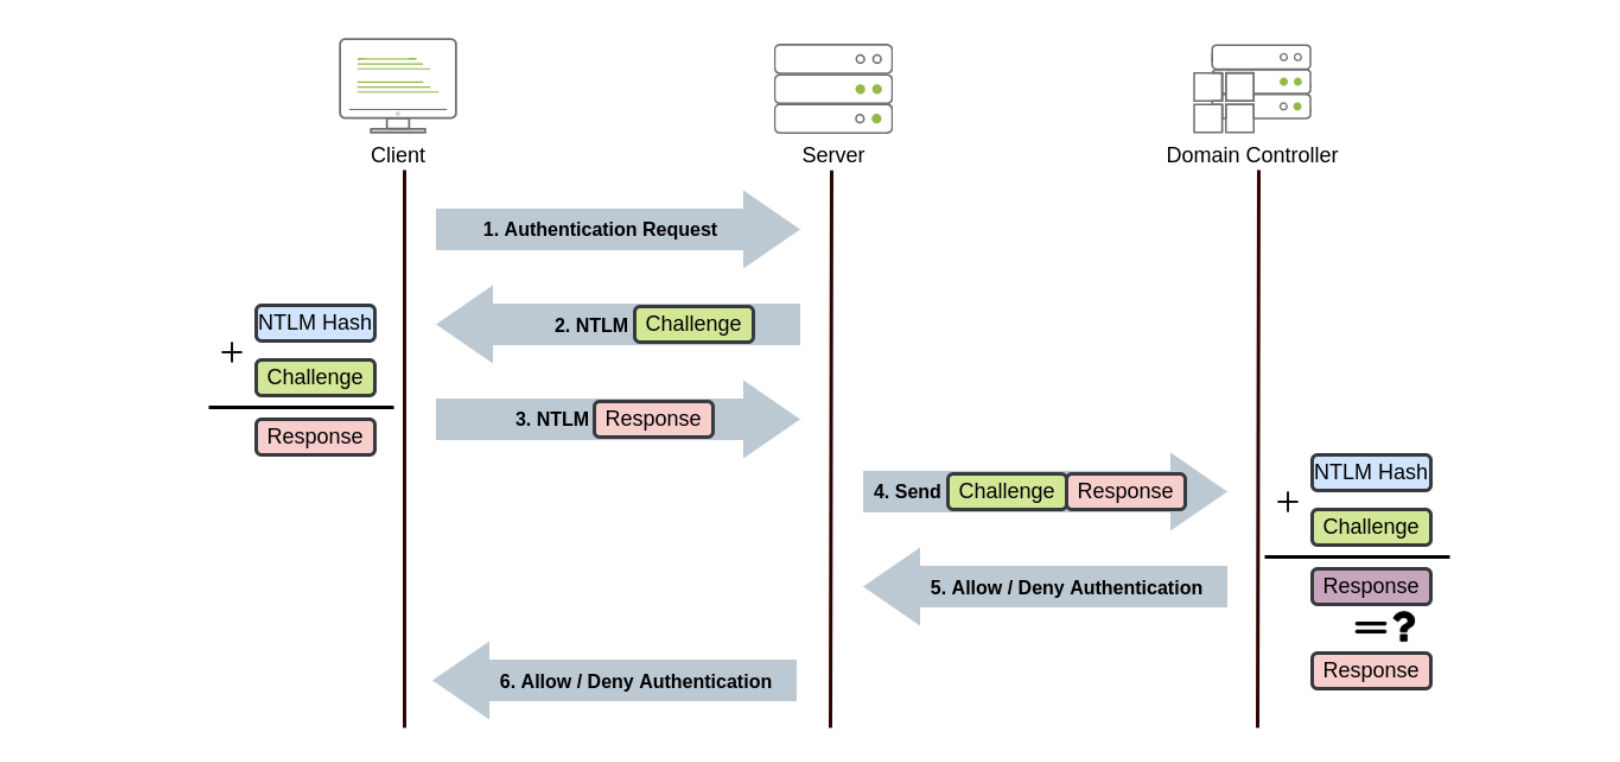 Client
Server
Domain Controller
1. Authentication Request
NTLM Hash
+
Challenge
Response
2. NTLM Challenge
3. NTLM Response
4. Send Challenge Response
NTLM Hash
+
Challenge
Response
=?
Response
5. Allow / Deny Authentication
6. Allow / Deny Authentication